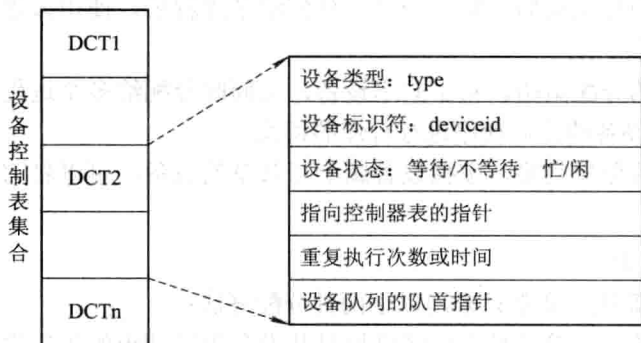 设备控制表集合
DCT1
DCT2
DCTn
设备类型：type
设备标识符：deviceid
设备状态：等待/不等待 忙/闲
指向控制器表的指针
重复执行次数或时间
设备队列的队首指针